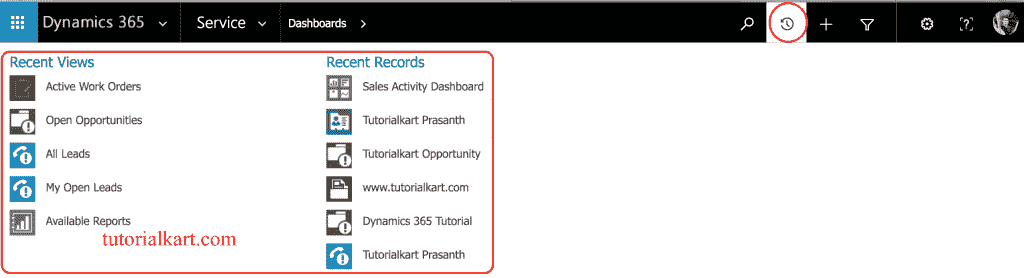 Dynamics 365 Service Dashboards
Recent Views
Active Work Orders
Open Opportunities
All Leads
My Open Leads
Available Reports
tutorialkart.com
Recent Records
Sales Activity Dashboard
Tutorialkart Prasanth
Tutorialkart Opportunity
www.tutorialkart.com
Dynamics 365 Tutorial
Tutorialkart Prasanth